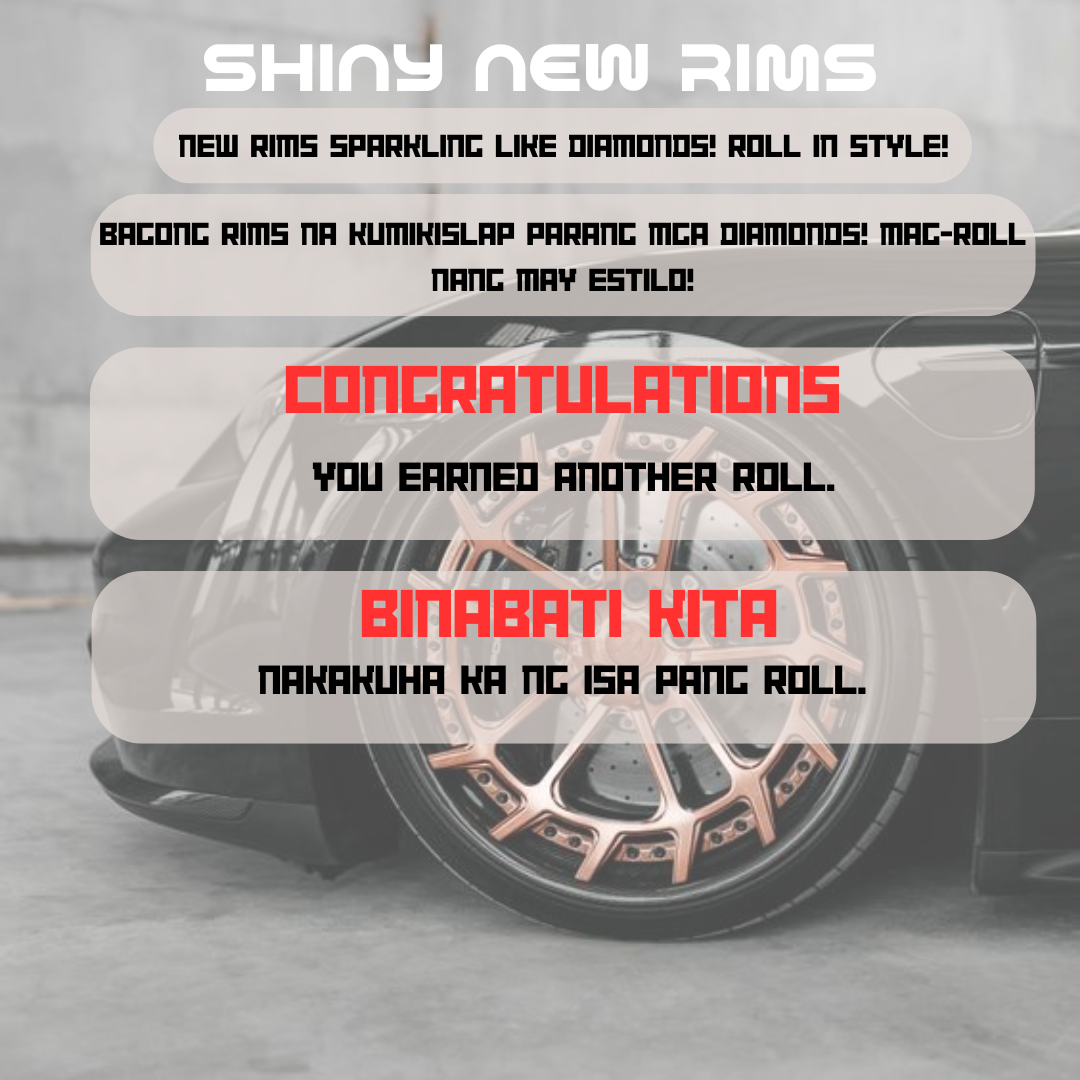 SHINY NEW RIMS
NEW RIMS SPARKLING LIKE DIAMONDS! ROLL IN STYLE!
BAGONG RIMS NA KUMIKISLAP PARANG MGA DIAMONDS! MAG-ROLL
NANG MAY ESTILO!
CONGRATULATIONS
YOU EARNED ANOTHER ROLL.
BINABATI KITA
NAKAKUHA KA NG ISA PANG ROLL.